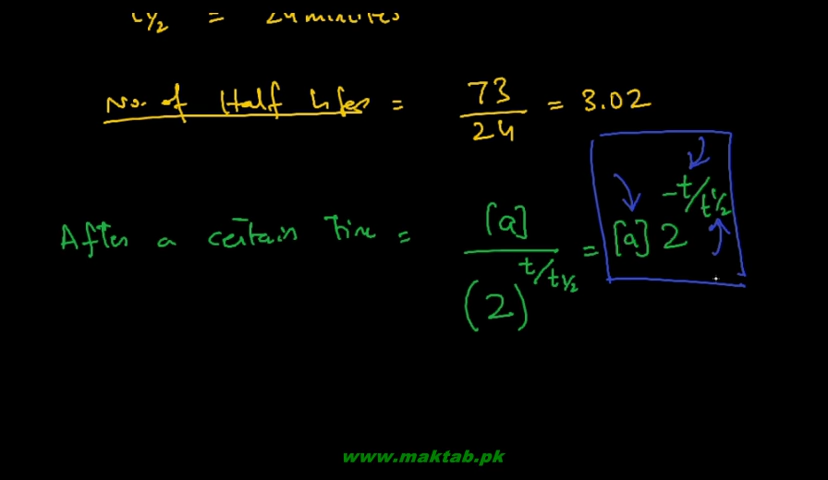 t½ = 24 minutes
No. of Half lifes = 73/24 = 3.02
After a certain Time = [a]/(2)^t/t½ = [a] 2^-t/t½
www.maktab.pk